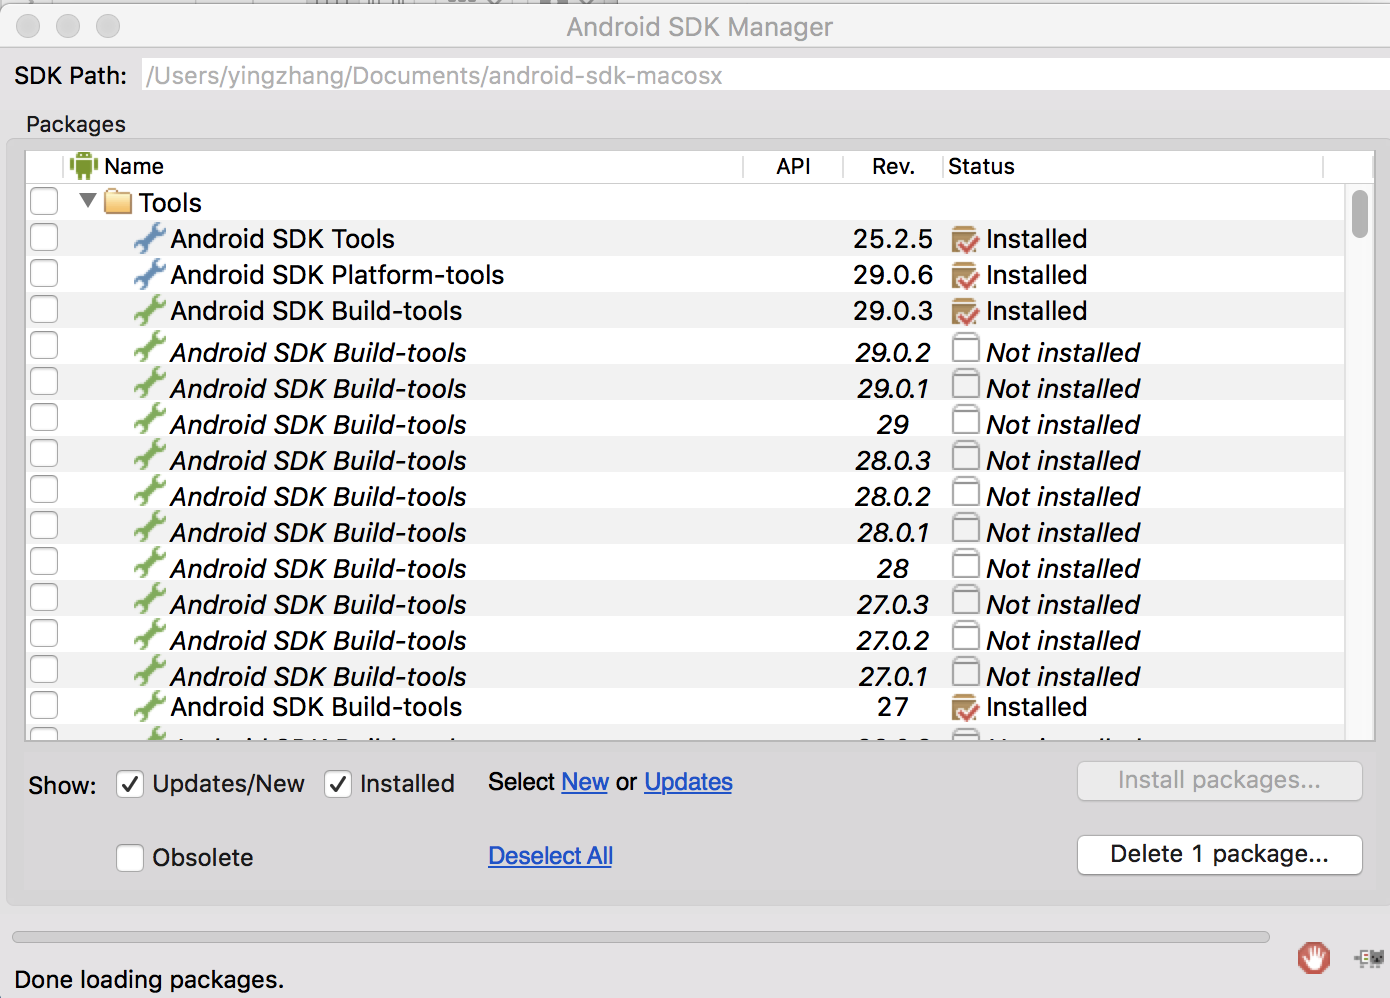 Android SDK Manager
SDK Path: /Users/yingzhang/Documents/android-sdk-macosx
Packages
Name API Rev. Status
Tools
Android SDK Tools 25.2.5 Installed
Android SDK Platform-tools 29.0.6 Installed
Android SDK Build-tools 29.0.3 Installed
Android SDK Build-tools 29.0.2 Not installed
Android SDK Build-tools 29.0.1 Not installed
Android SDK Build-tools 29 Not installed
Android SDK Build-tools 28.0.3 Not installed
Android SDK Build-tools 28.0.2 Not installed
Android SDK Build-tools 28.0.1 Not installed
Android SDK Build-tools 28 Not installed
Android SDK Build-tools 27.0.3 Not installed
Android SDK Build-tools 27.0.2 Not installed
Android SDK Build-tools 27.0.1 Not installed
Android SDK Build-tools 27 Installed
Show: Updates/New Installed Select New or Updates Install packages...
Obsolete Deselect All Delete 1 package...
Done loading packages.